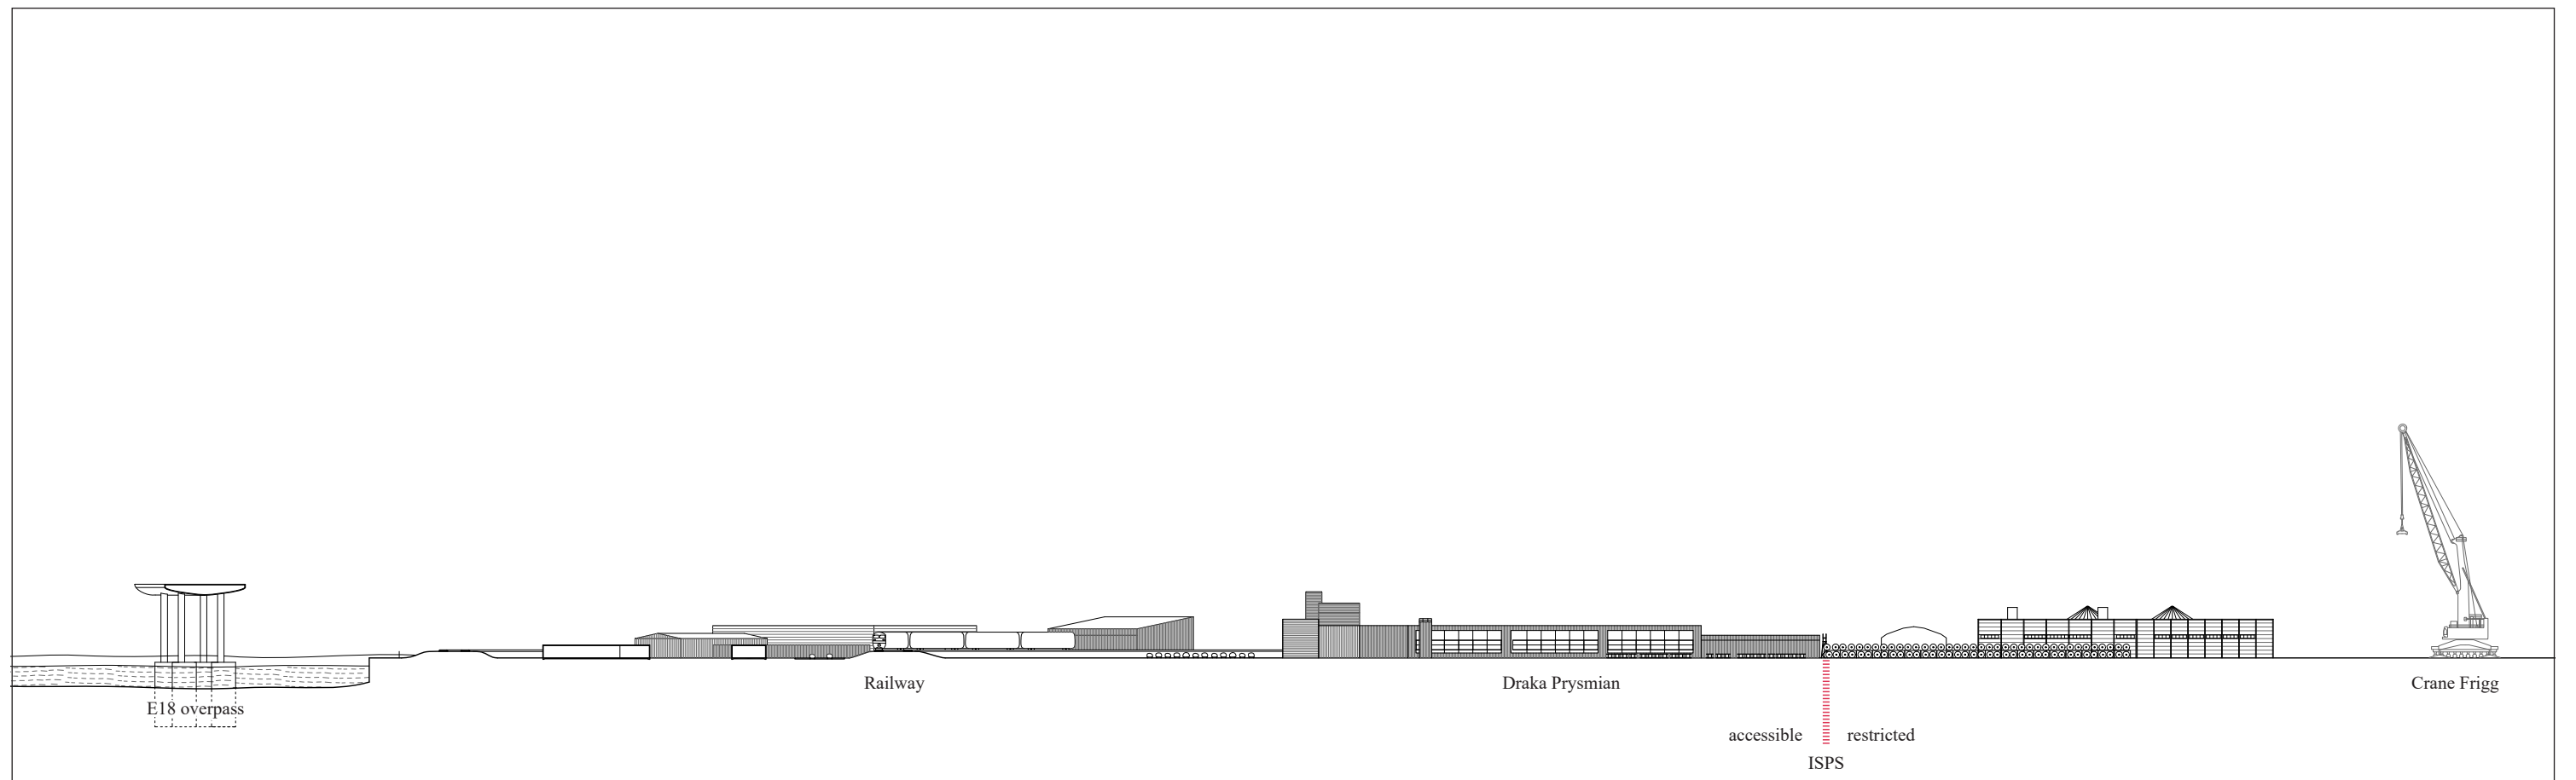 Railway
Draka Prysmian
Crane Frigg
E18 overpass
accessible
restricted
ISPS